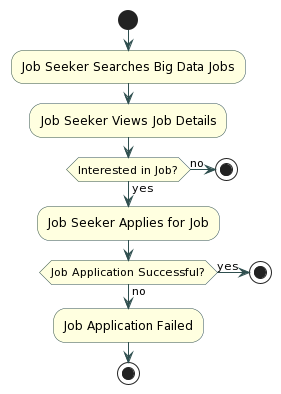 Job Seeker Searches Big Data Jobs
Job Seeker Views Job Details
Interested in Job?
no
yes
Job Seeker Applies for Job
Job Application Successful?
yes
no
Job Application Failed